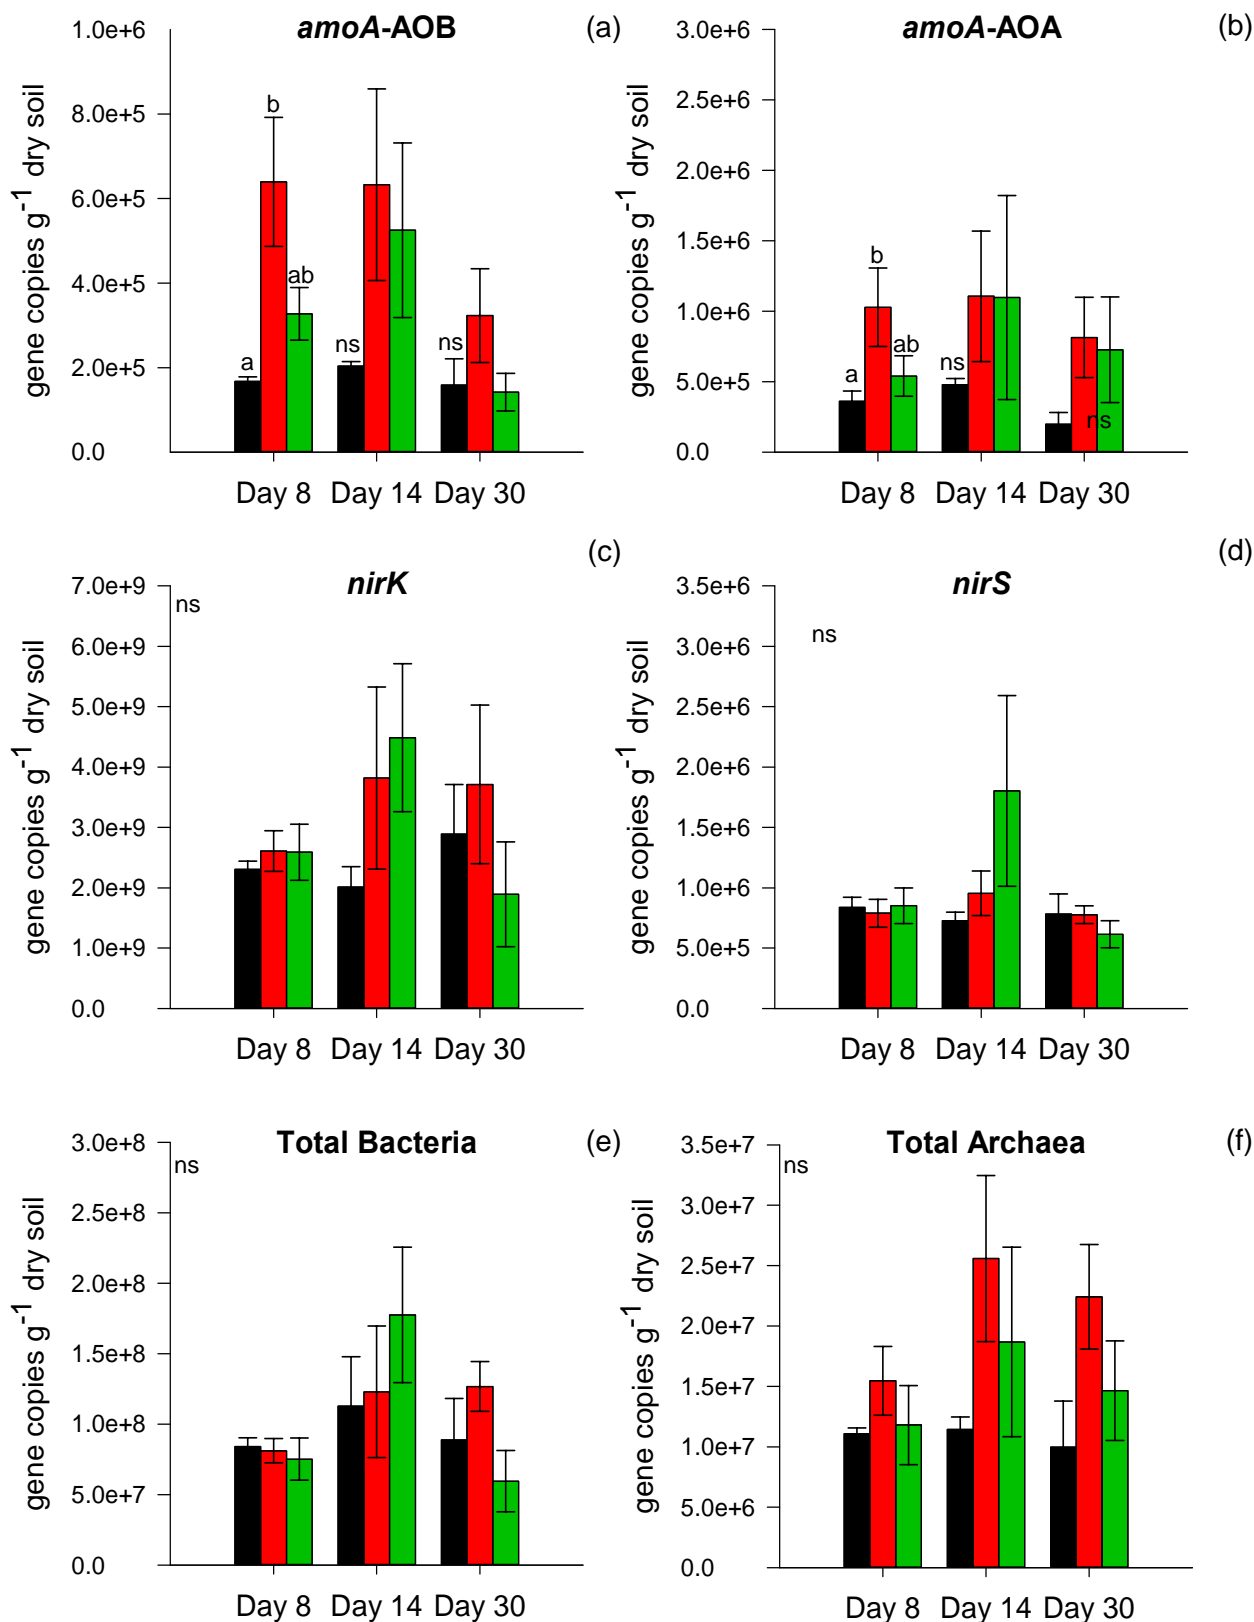 amoA-AOB
(a)
gene copies g-1 dry soil
1.0e+6
8.0e+5
6.0e+5
4.0e+5
2.0e+5
0.0
a
b
ab
ns
ns
Day 8 Day 14 Day 30
amoA-AOA
(b)
gene copies g-1 dry soil
3.0e+6
2.5e+6
2.0e+6
1.5e+6
1.0e+6
5.0e+5
0.0
a
b
ab
ns
ns
Day 8 Day 14 Day 30
(c)
nirK
gene copies g-1 dry soil
7.0e+9
6.0e+9
5.0e+9
4.0e+9
3.0e+9
2.0e+9
1.0e+9
0.0
ns
Day 8 Day 14 Day 30
(d)
nirS
gene copies g-1 dry soil
3.5e+6
3.0e+6
2.5e+6
2.0e+6
1.5e+6
1.0e+6
5.0e+5
0.0
ns
Day 8 Day 14 Day 30
Total Bacteria
(e)
gene copies g-1 dry soil
3.0e+8
2.5e+8
2.0e+8
1.5e+8
1.0e+8
5.0e+7
0.0
ns
Day 8 Day 14 Day 30
Total Archaea
(f)
gene copies g-1 dry soil
3.5e+7
3.0e+7
2.5e+7
2.0e+7
1.5e+7
1.0e+7
5.0e+6
0.0
ns
Day 8 Day 14 Day 30